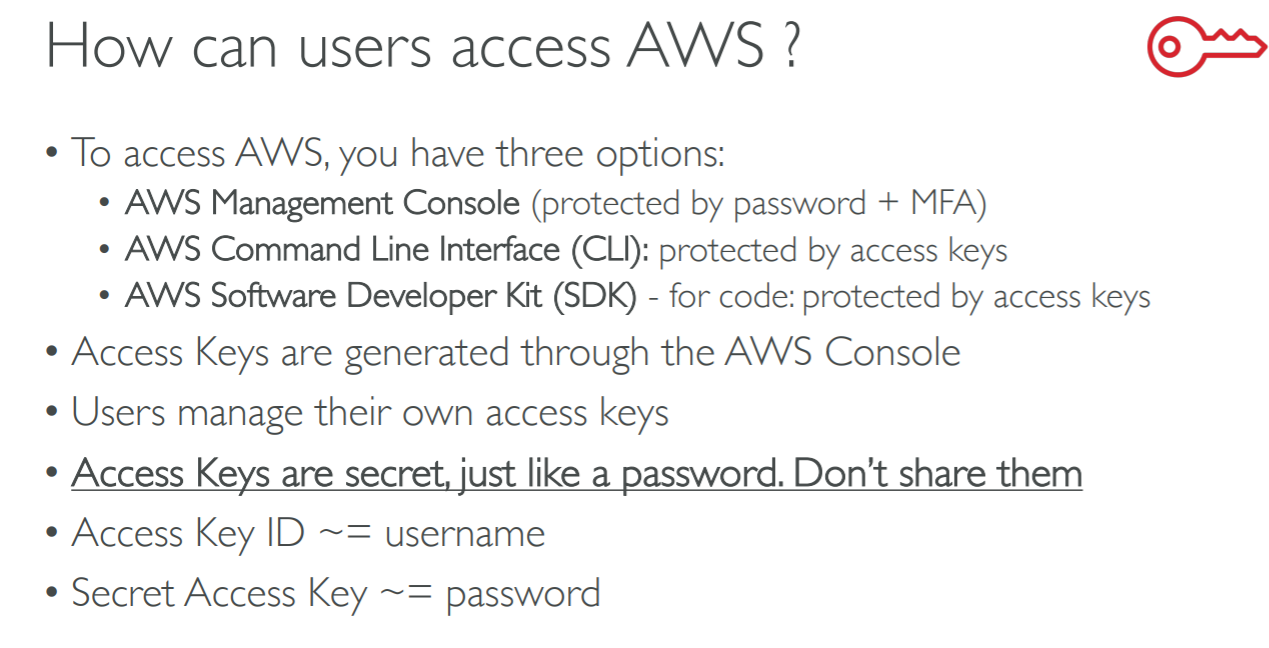 How can users access AWS ?
• To access AWS, you have three options:
• AWS Management Console (protected by password + MFA)
• AWS Command Line Interface (CLI): protected by access keys
• AWS Software Developer Kit (SDK) - for code: protected by access keys
• Access Keys are generated through the AWS Console
• Users manage their own access keys
• Access Keys are secret, just like a password. Don’t share them
• Access Key ID ~= username
• Secret Access Key ~= password